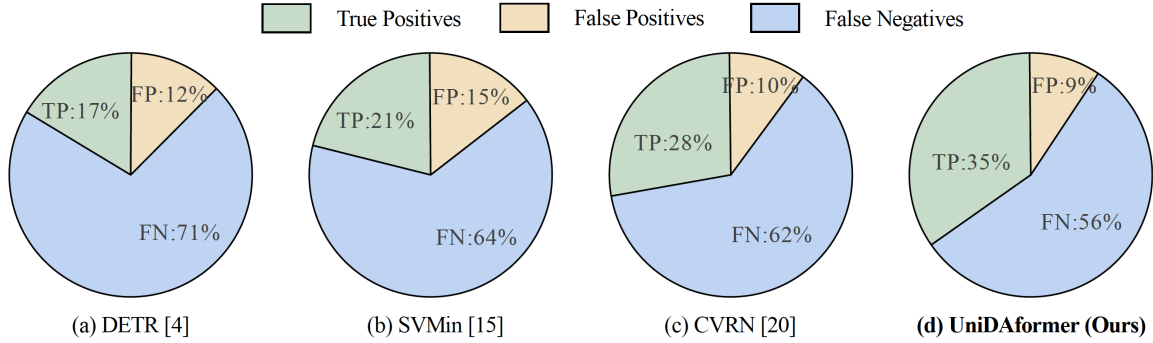 True Positives False Positives False Negatives
TP:17% FP:12% FN:71%
TP:21% FP:15% FN:64%
TP:28% FP:10% FN:62%
TP:35% FP:9% FN:56%
(a) DETR [4] (b) SVMin [15] (c) CVRN [20] (d) UniDAformer (Ours)